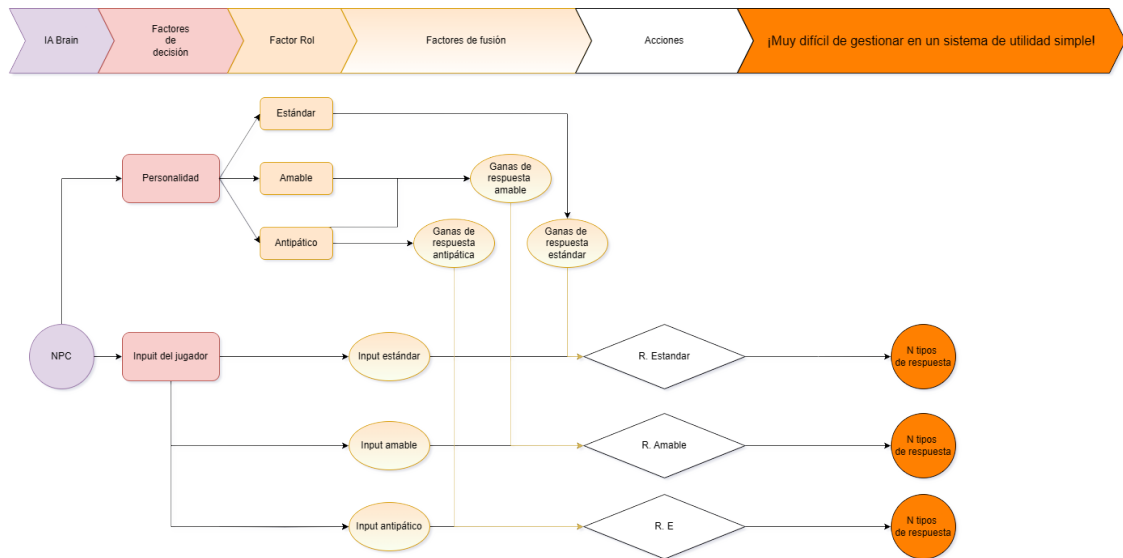 IA Brain
Factores
de
decisión
Factor Rol
Factores de fusión
Acciones
¡Muy difícil de gestionar en un sistema de utilidad simple!
Estándar
Personalidad
Amable
Ganas de
respuesta
amable
Antipático
Ganas de
respuesta
antipática
Ganas de
respuesta
estándar
NPC
Inpuit del jugador
Input estándar
R. Estandar
N tipos
de respuesta
Input amable
R. Amable
N tipos
de respuesta
Input antipático
R. E
N tipos
de respuesta